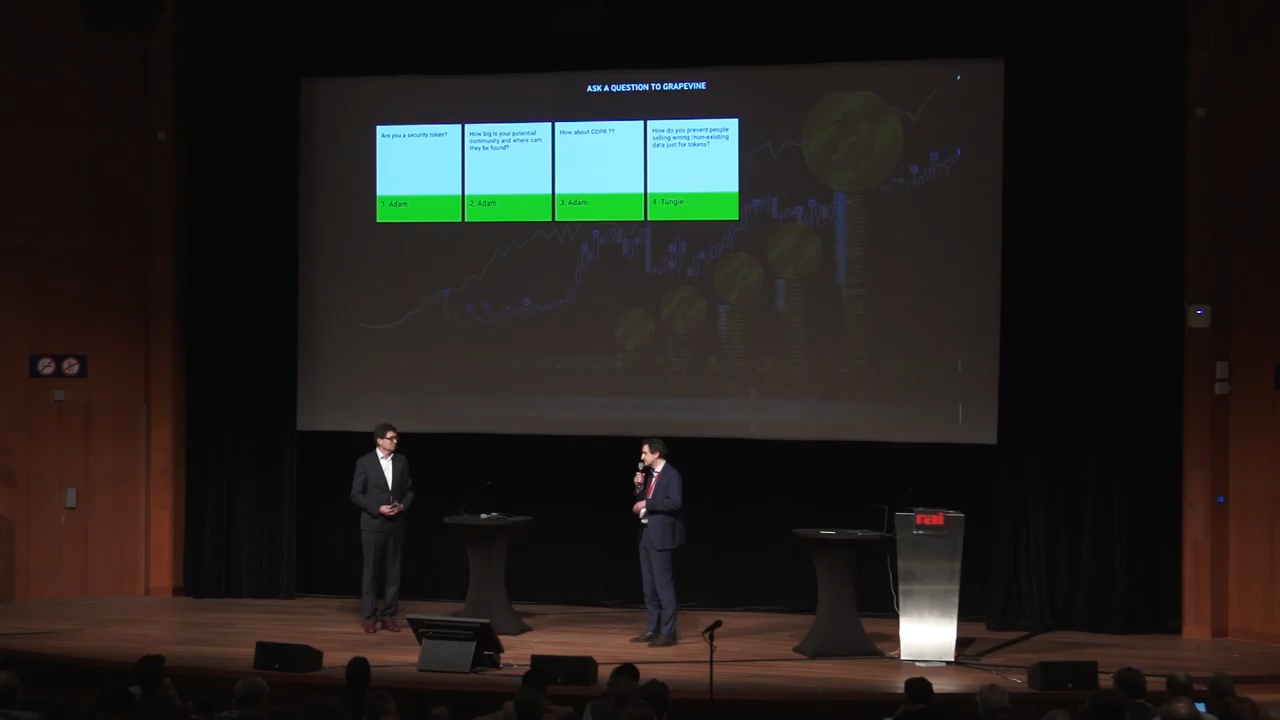 ASK A QUESTION TO GRAPEVINE
Are you a security token?
1. Adam
How big is your potential
community and where cam
they be found?
2. Adam
How about GDPR ??
3. Adam
How do you prevent people
selling wrong /non-existing
data just for tokens?
4. Tungle
rai